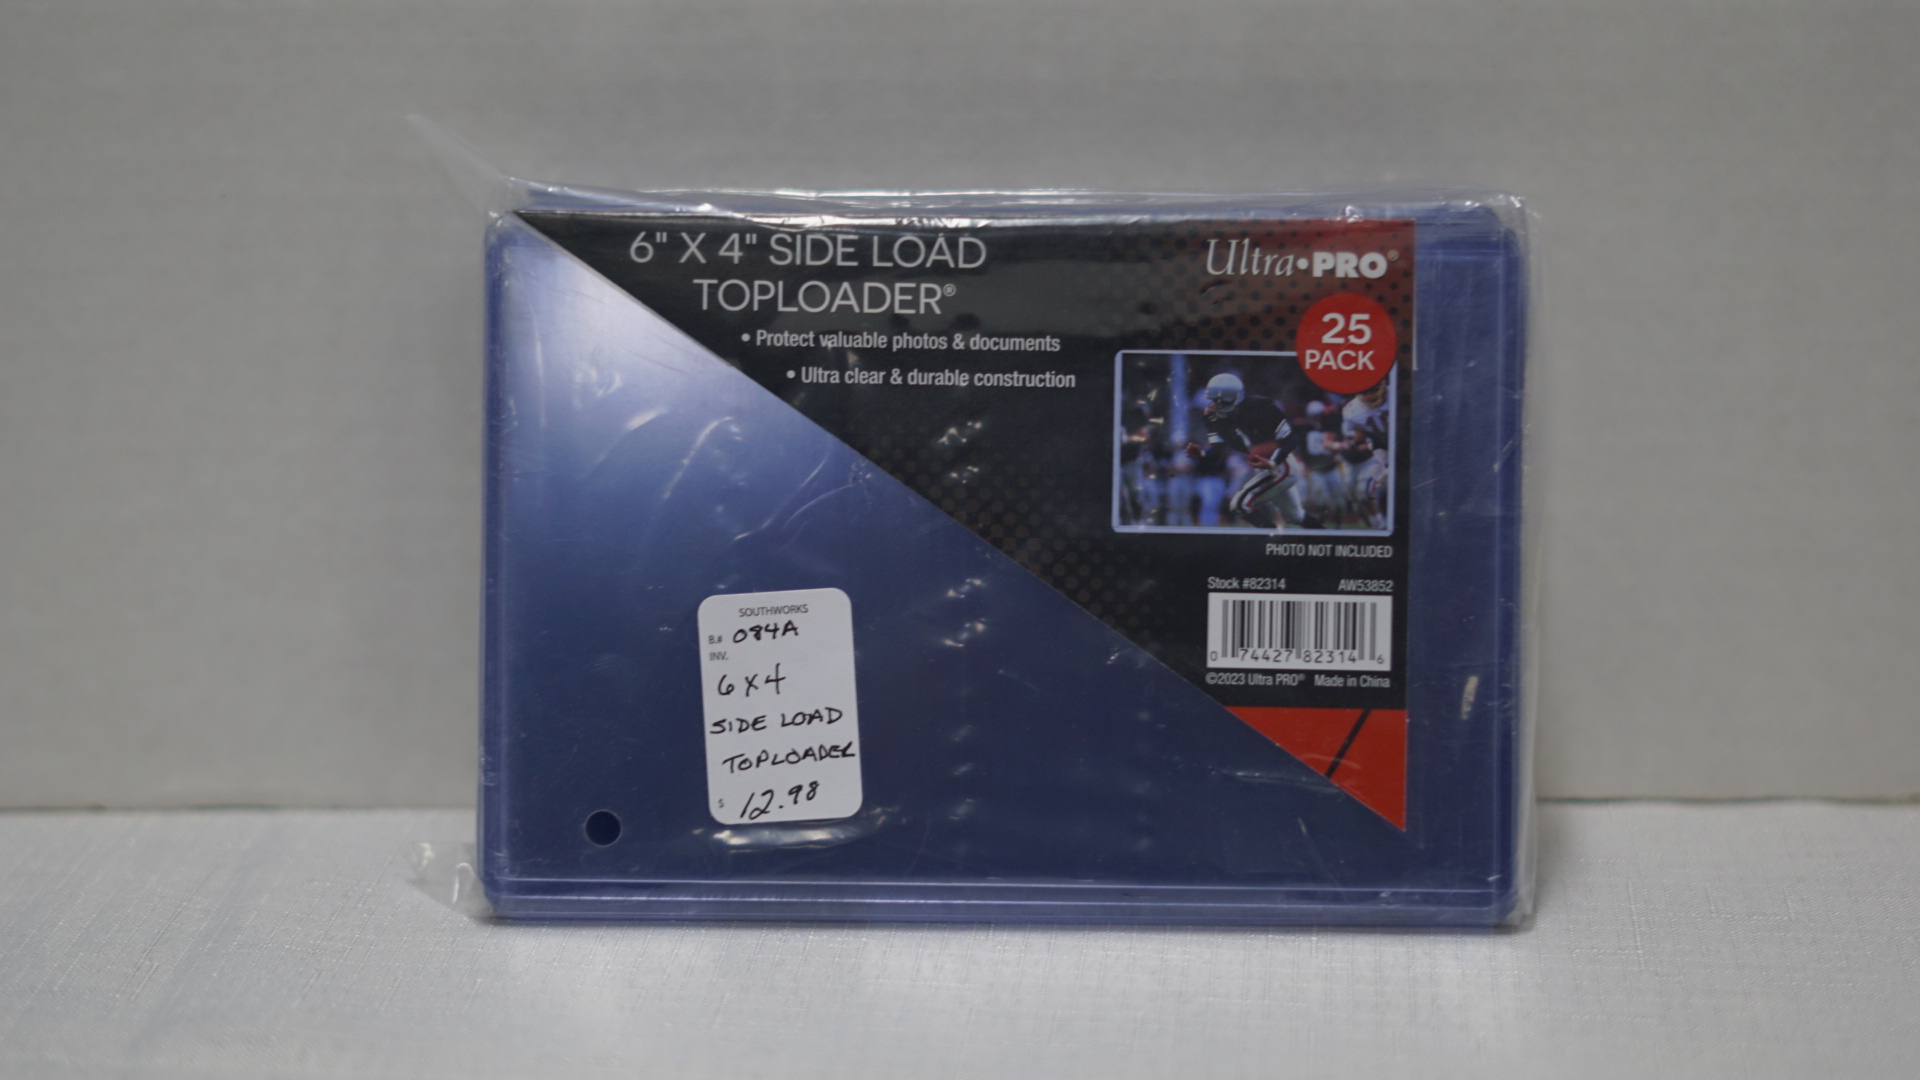 6" X 4" SIDE LOAD
TOPLOADER®
• Protect valuable photos & documents
• Ultra clear & durable construction
Ultra•PRO®
25
PACK
PHOTO NOT INCLUDED
Stock #82314 AW53852
0 74427 82314 6
©2023 Ultra PRO® Made in China
SOUTHWORKS
B.# 084A
INV.
6 X 4
SIDE LOAD
TOPLOADER
$ 12.98